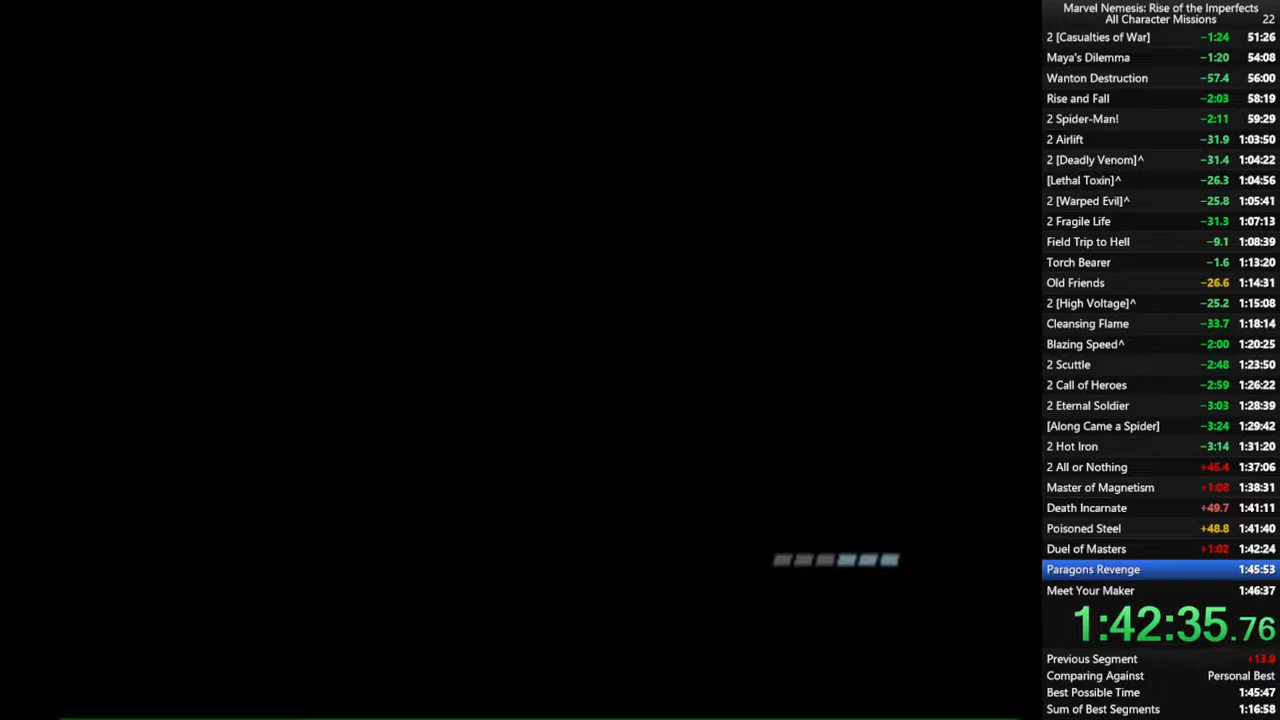 Marvel Nemesis: Rise of the Imperfects
All Character Missions 22
2 [Casualties of War] −1:24 51:26
Maya's Dilemma −1:20 54:08
Wanton Destruction −57.4 56:00
Rise and Fall −2:03 58:19
2 Spider-Man! −2:11 59:29
2 Airlift −31.9 1:03:50
2 [Deadly Venom]^ −31.4 1:04:22
[Lethal Toxin]^ −26.3 1:04:56
2 [Warped Evil]^ −25.8 1:05:41
2 Fragile Life −31.3 1:07:13
Field Trip to Hell −9.1 1:08:39
Torch Bearer −1.6 1:13:20
Old Friends −26.6 1:14:31
2 [High Voltage]^ −25.2 1:15:08
Cleansing Flame −33.7 1:18:14
Blazing Speed^ −2:00 1:20:25
2 Scuttle −2:48 1:23:50
2 Call of Heroes −2:59 1:26:22
2 Eternal Soldier −3:03 1:28:39
[Along Came a Spider] −3:24 1:29:42
2 Hot Iron −3:14 1:31:20
2 All or Nothing +45.4 1:37:06
Master of Magnetism +1:08 1:38:31
Death Incarnate +49.7 1:41:11
Poisoned Steel +48.8 1:41:40
Duel of Masters +1:02 1:42:24
Paragons Revenge 1:45:53
Meet Your Maker 1:46:37
1:42:35.76
Previous Segment +13.9
Comparing Against Personal Best
Best Possible Time 1:45:47
Sum of Best Segments 1:16:58